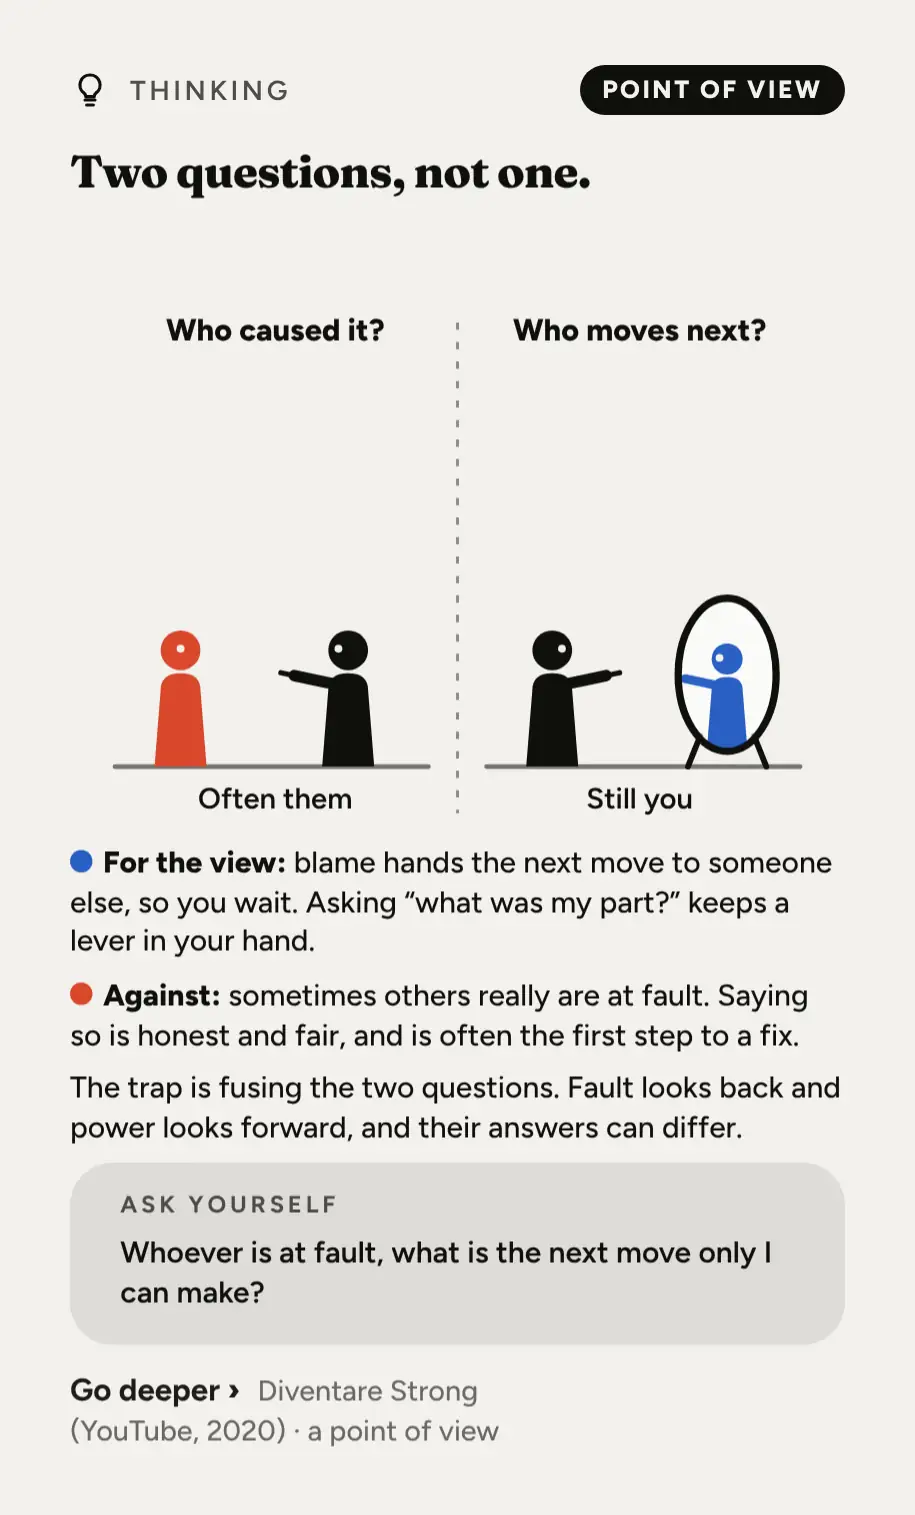 THINKING
POINT OF VIEW
Two questions, not one.
Who caused it?
Who moves next?
Often them
Still you
For the view: blame hands the next move to someone
else, so you wait. Asking “what was my part?” keeps a
lever in your hand.
Against: sometimes others really are at fault. Saying
so is honest and fair, and is often the first step to a fix.
The trap is fusing the two questions. Fault looks back and
power looks forward, and their answers can differ.
ASK YOURSELF
Whoever is at fault, what is the next move only I
can make?
Go deeper › Diventare Strong
(YouTube, 2020) · a point of view